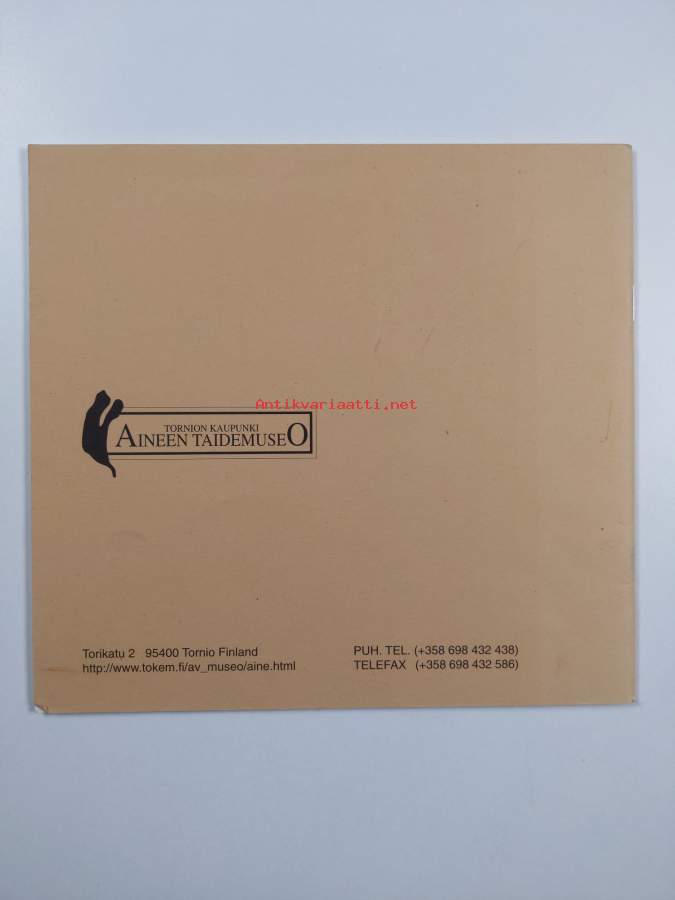 Antikvariaatti.net
TORNION KAUPUNKI
AINEEN TAIDEMUSEO
Torikatu 2 95400 Tornio Finland
http://www.tokem.fi/av_museo/aine.html
PUH. TEL. (+358 698 432 438)
TELEFAX (+358 698 432 586)